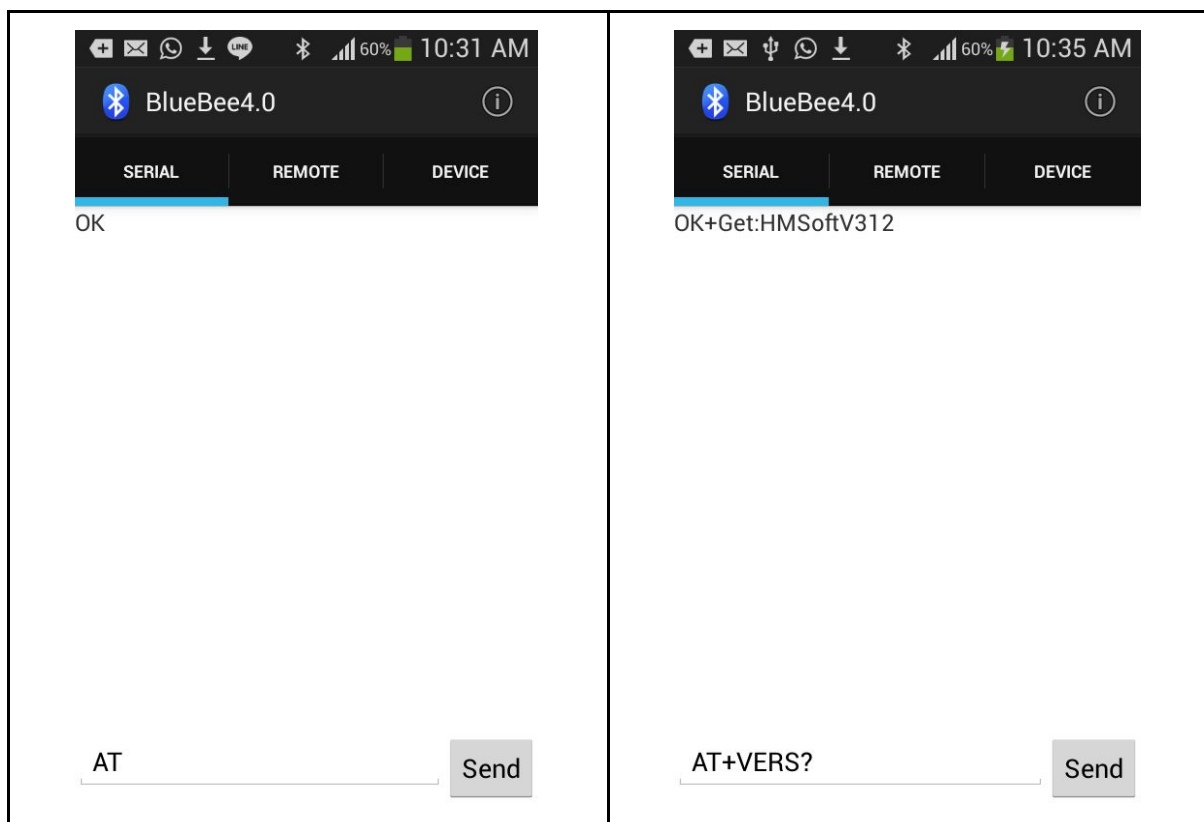 LINE 60% 10:31 AM
BlueBee4.0
SERIAL REMOTE DEVICE
OK
AT Send
60% 10:35 AM
BlueBee4.0
SERIAL REMOTE DEVICE
OK+Get:HMSoftV312
AT+VERS? Send